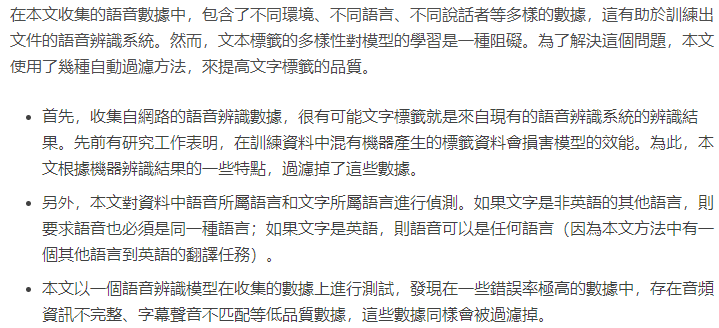 在本文收集的語音數據中，包含了不同環境、不同語言、不同說話者等多樣的數據，這有助於訓練出
文件的語音辨識系統。然而，文本標籤的多樣性對模型的學習是一種阻礙。為了解決這個問題，本文
使用了幾種自動過濾方法，來提高文字標籤的品質。
• 首先，收集自網路的語音辨識數據，很有可能文字標籤就是來自現有的語音辨識系統的辨識結
果。先前有研究工作表明，在訓練資料中混有機器產生的標籤資料會損害模型的效能。為此，本
文根據機器辨識結果的一些特點，過濾掉了這些數據。
• 另外，本文對資料中語音所屬語言和文字所屬語言進行偵測。如果文字是非英語的其他語言，則
要求語音也必須是同一種語言；如果文字是英語，則語音可以是任何語言（因為本文方法中有一
個其他語言到英語的翻譯任務）。
• 本文以一個語音辨識模型在收集的數據上進行測試，發現在一些錯誤率極高的數據中，存在音頻
資訊不完整、字幕聲音不匹配等低品質數據，這些數據同樣會被過濾掉。